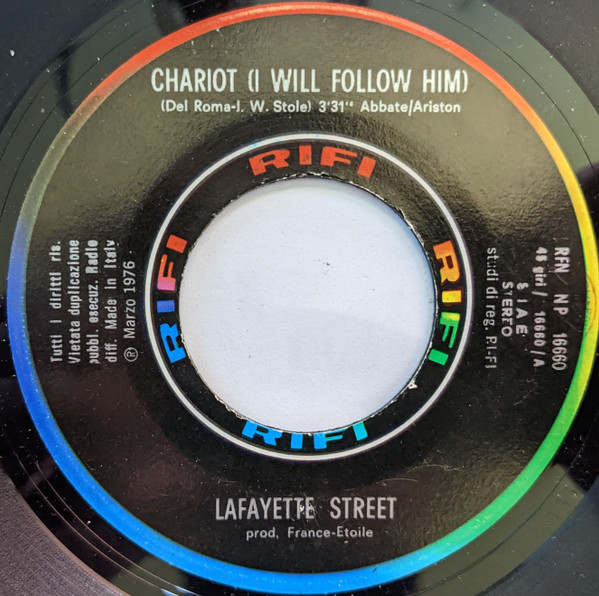 CHARIOT (I WILL FOLLOW HIM)
(Del Roma-I. W. Stole) 3'31'' Abbate/Ariston
RIFI
RIFI
RIFI
RIFI
Tutti i diritti ris.
Vietata duplicazione
pubbl. esecuz. Radio
diff. Made in Italy
℗ Marzo 1976
RFN / NP 16660
45 giri / 16660/A
SIAE
STEREO
studi di reg. RI-FI
LAFAYETTE STREET
prod. France-Etoile